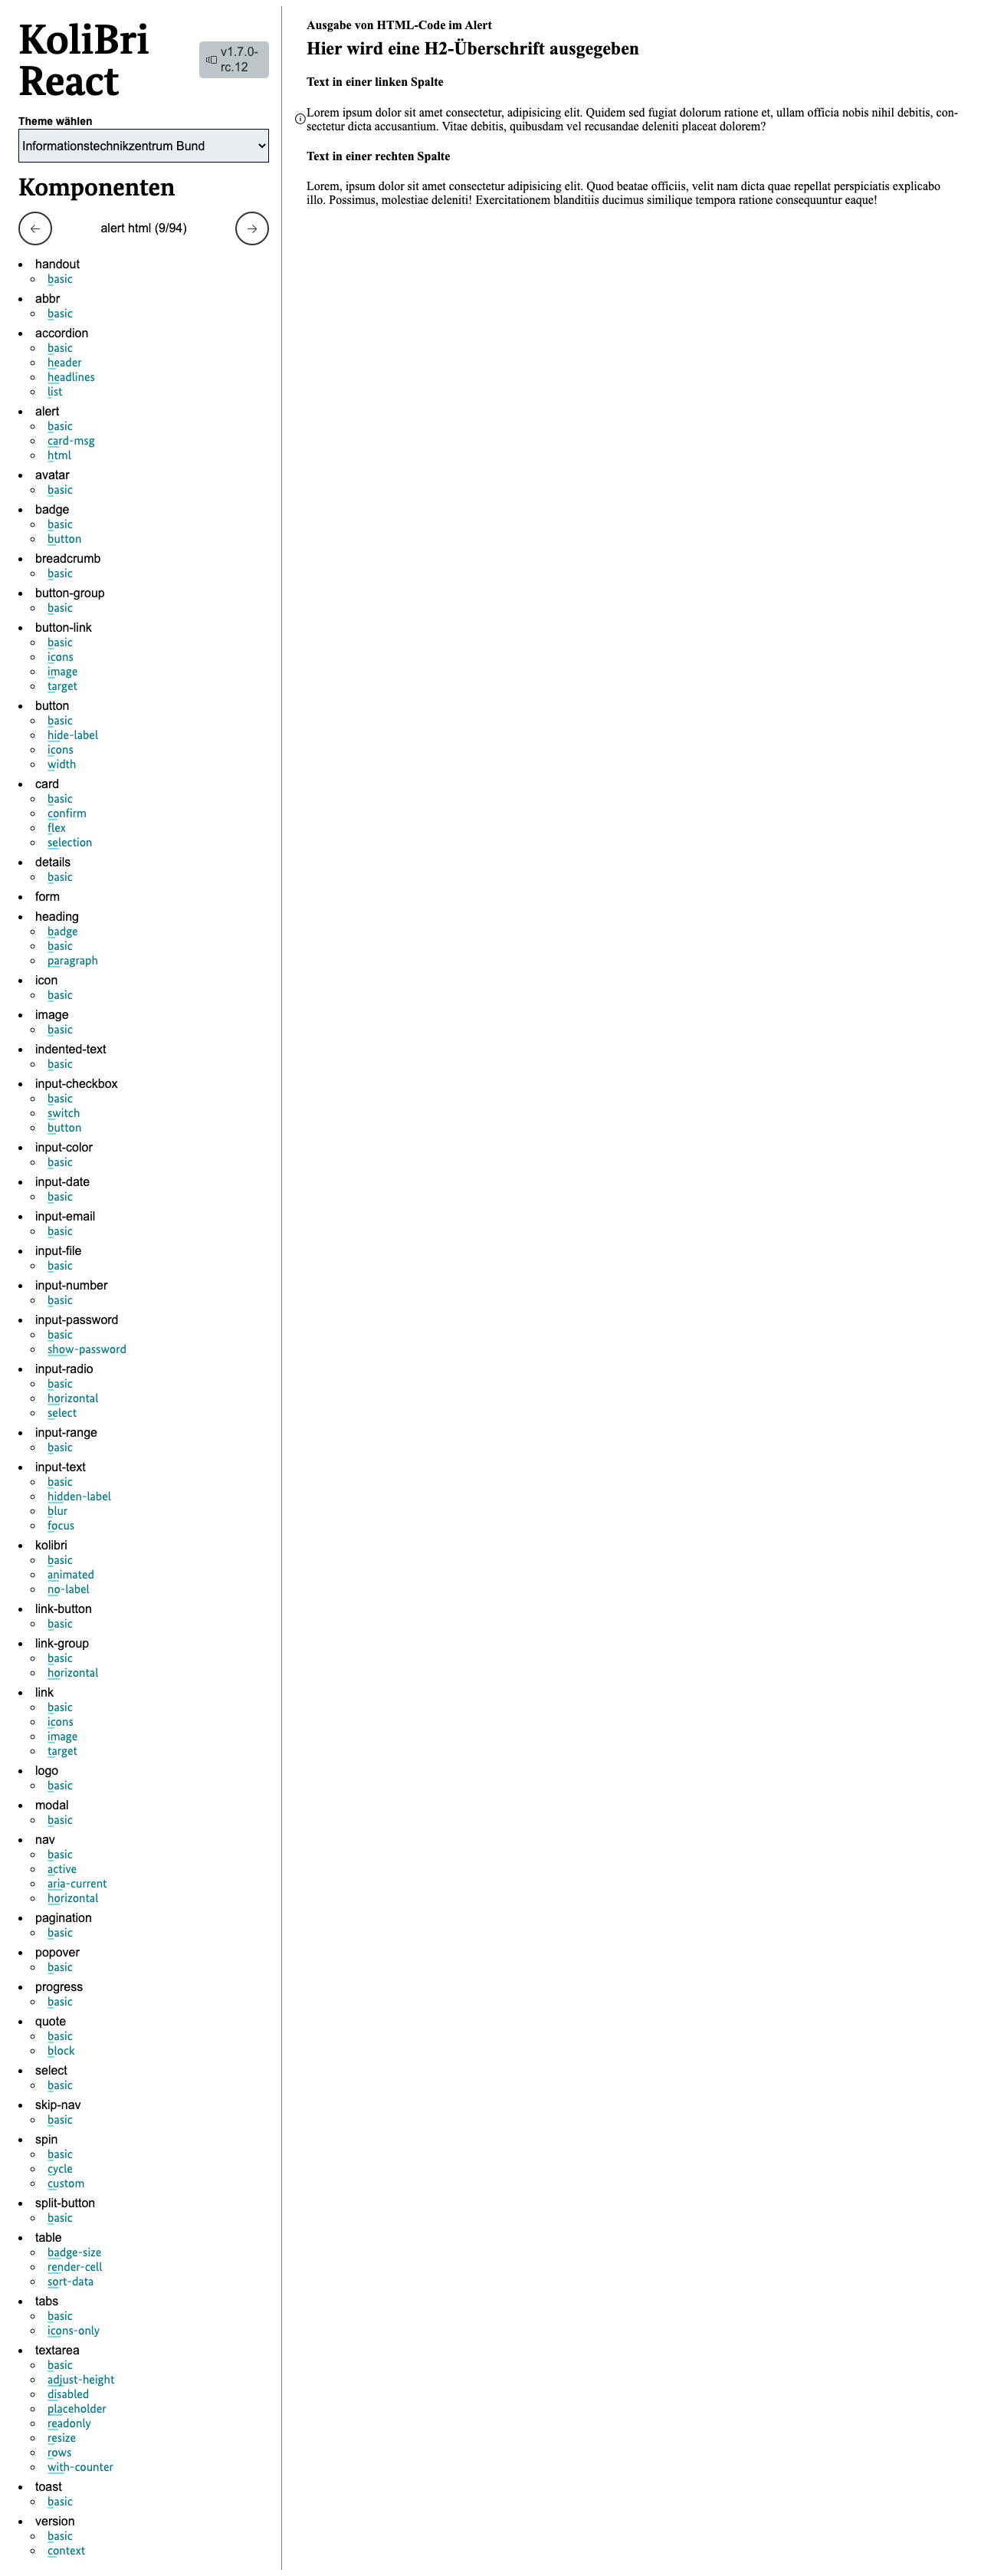 KoliBri
React
v1.7.0-
rc.12
Theme wählen
Informationstechnikzentrum Bund
Komponenten
alert html (9/94)
handout
basic
abbr
basic
accordion
basic
header
headlines
list
alert
basic
card-msg
html
avatar
basic
badge
basic
button
breadcrumb
basic
button-group
basic
button-link
basic
icons
image
target
button
basic
hide-label
icons
width
card
basic
confirm
flex
selection
details
basic
form
heading
badge
basic
paragraph
icon
basic
image
basic
indented-text
basic
input-checkbox
basic
switch
button
input-color
basic
input-date
basic
input-email
basic
input-file
basic
input-number
basic
input-password
basic
show-password
input-radio
basic
horizontal
select
input-range
basic
input-text
basic
hidden-label
blur
focus
kolibri
basic
animated
no-label
link-button
basic
link-group
basic
horizontal
link
basic
icons
image
target
logo
basic
modal
basic
nav
basic
active
aria-current
horizontal
pagination
basic
popover
basic
progress
basic
quote
basic
block
select
basic
skip-nav
basic
spin
basic
cycle
custom
split-button
basic
table
badge-size
render-cell
sort-data
tabs
basic
icons-only
textarea
basic
adjust-height
disabled
placeholder
readonly
resize
rows
with-counter
toast
basic
version
basic
context
Ausgabe von HTML-Code im Alert
Hier wird eine H2-Überschrift ausgegeben
Text in einer linken Spalte
Lorem ipsum dolor sit amet consectetur, adipisicing elit. Quidem sed fugiat dolorum ratione et, ullam officia nobis nihil debitis, con-
sectetur dicta accusantium. Vitae debitis, quibusdam vel recusandae deleniti placeat dolorem?
Text in einer rechten Spalte
Lorem, ipsum dolor sit amet consectetur adipisicing elit. Quod beatae officiis, velit nam dicta quae repellat perspiciatis explicabo
illo. Possimus, molestiae deleniti! Exercitationem blanditiis ducimus similique tempora ratione consequuntur eaque!